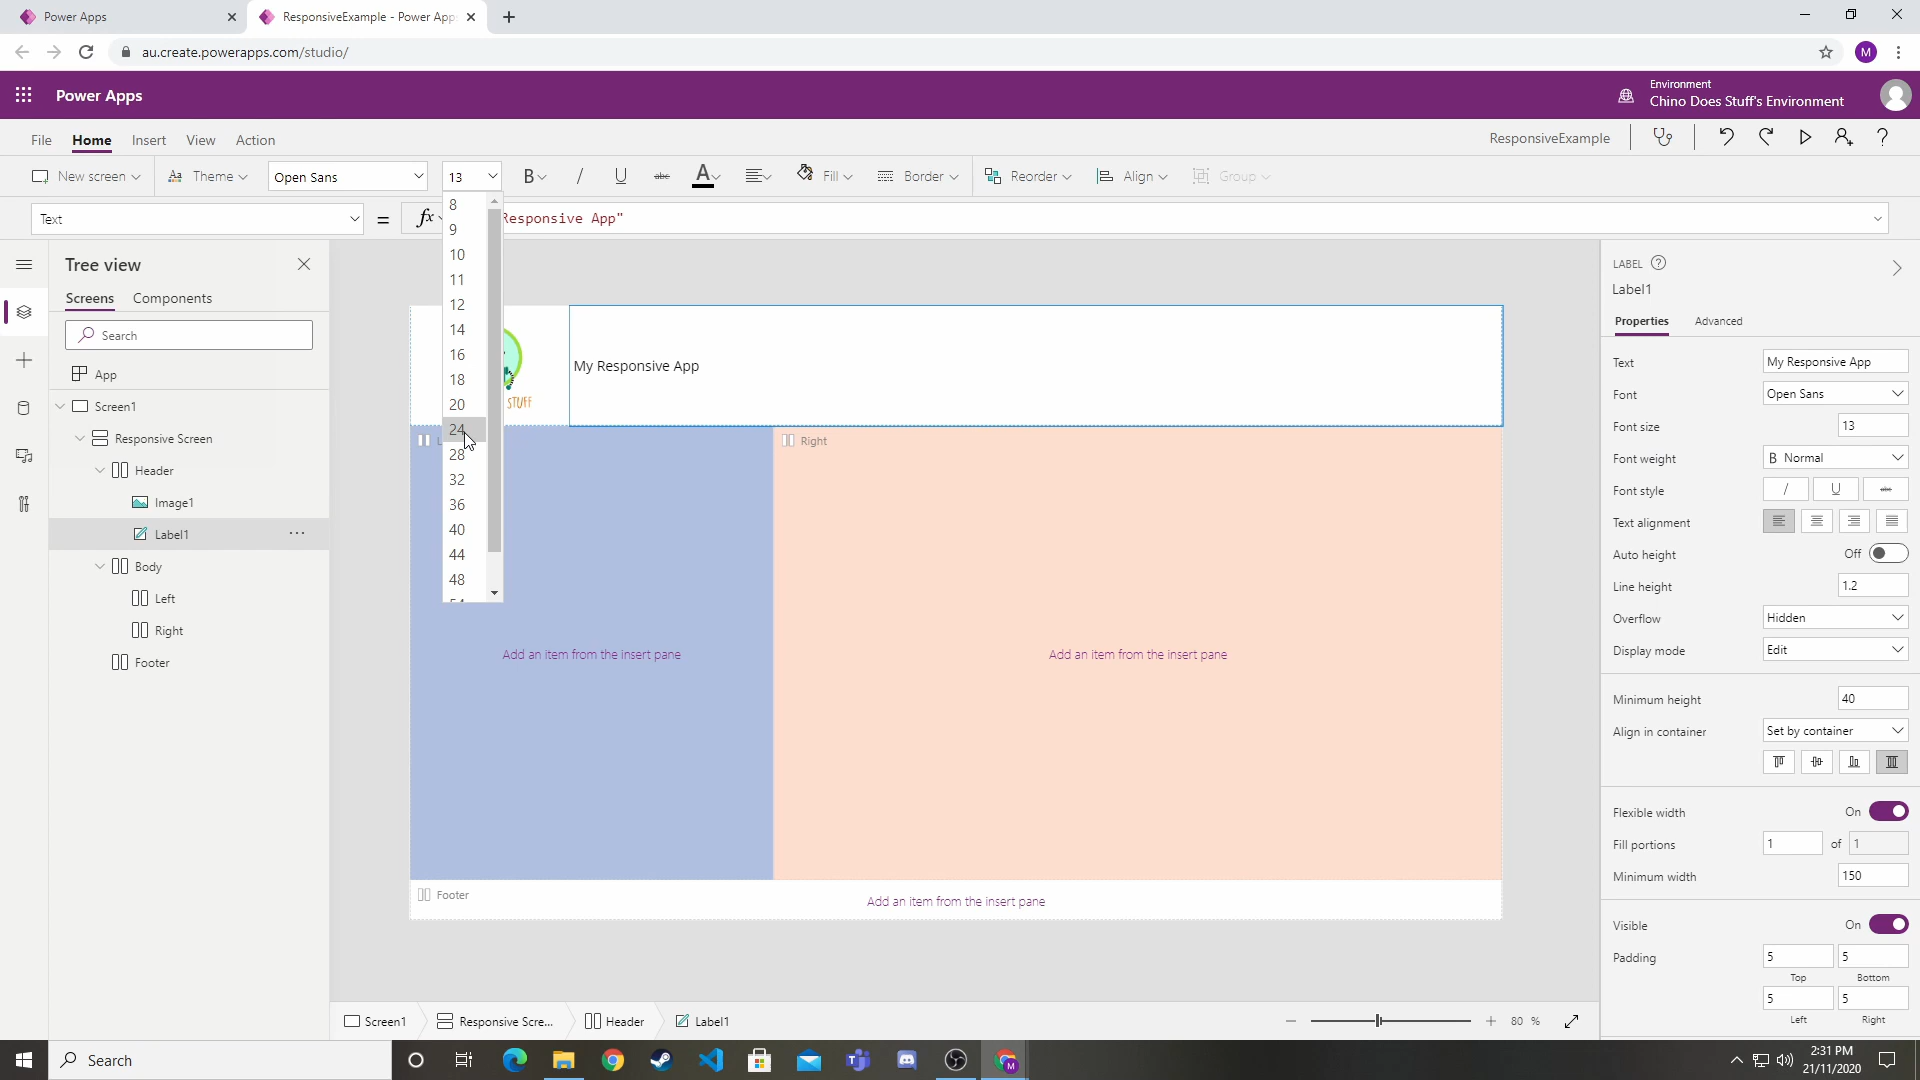 Power Apps
ResponsiveExample - Power App
au.create.powerapps.com/studio/
M
Power Apps
Environment
Chino Does Stuff's Environment
File Home Insert View Action
ResponsiveExample
New screen
Theme
Open Sans
13
B
/
U
abc
A
Fill
Border
Reorder
Align
Group
Text
=
fx
Responsive App"
8
9
10
11
12
14
16
18
20
24
28
32
36
40
44
48
Tree view
Screens Components
Search
App
Screen1
Responsive Screen
Header
Image1
Label1
Body
Left
Right
Footer
STUFF
My Responsive App
Right
Add an item from the insert pane
Add an item from the insert pane
Footer
Add an item from the insert pane
LABEL
Label1
Properties Advanced
Text My Responsive App
Font Open Sans
Font size 13
Font weight B Normal
Font style / U abc
Text alignment
Auto height Off
Line height 1.2
Overflow Hidden
Display mode Edit
Minimum height 40
Align in container Set by container
Flexible width On
Fill portions 1 of 1
Minimum width 150
Visible On
Padding 5 5
Top Bottom
5 5
Left Right
Screen1
Responsive Scre...
Header
Label1
80 %
Search
2:31 PM
21/11/2020